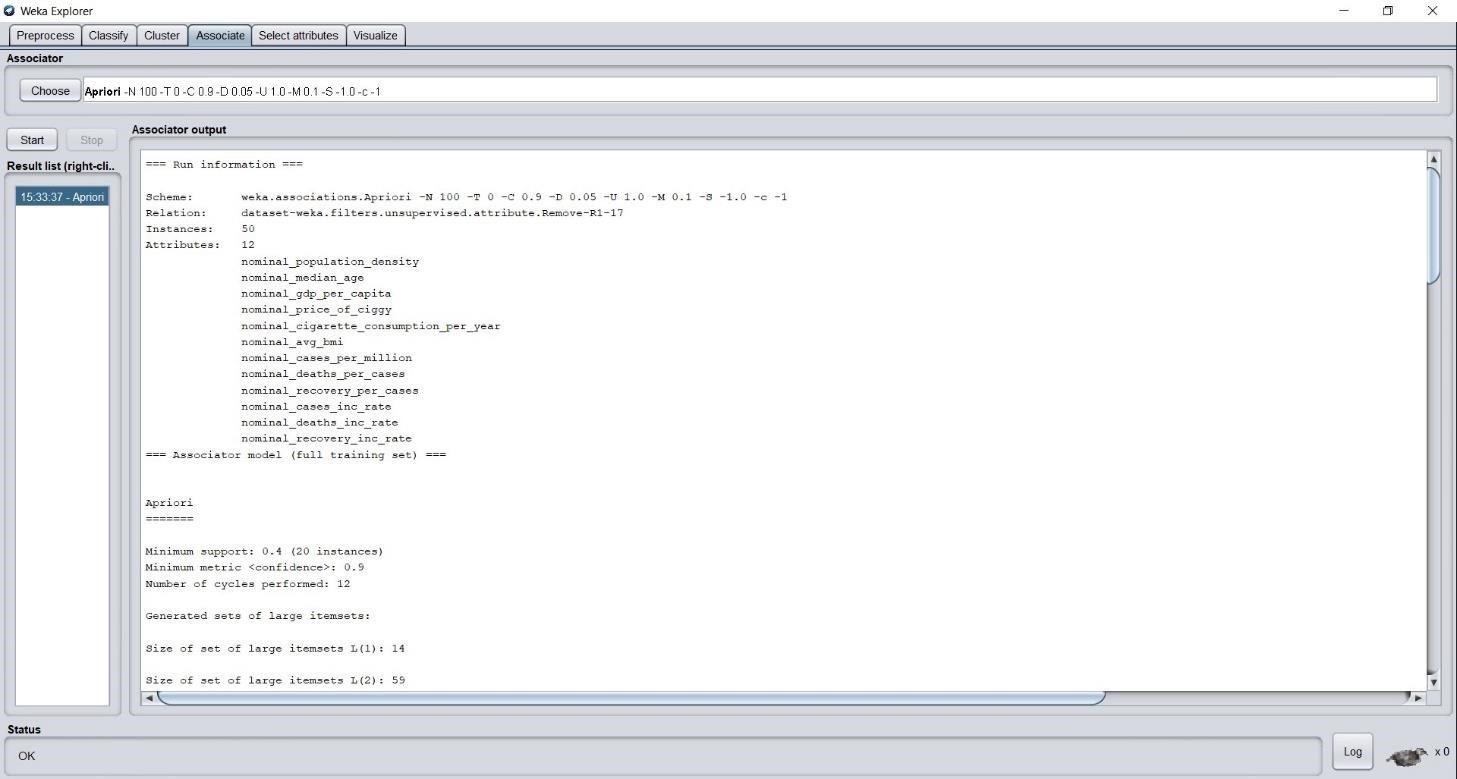 Weka Explorer
Preprocess Classify Cluster Associate Select attributes Visualize
Associator
Choose Apriori -N 100 -T 0 -C 0.9 -D 0.05 -U 1.0 -M 0.1 -S -1.0 -c -1
Start Stop
Associator output
Result list (right-cli..
15:33:37 - Apriori
=== Run information ===
Scheme: weka.associations.Apriori -N 100 -T 0 -C 0.9 -D 0.05 -U 1.0 -M 0.1 -S -1.0 -c -1
Relation: dataset-weka.filters.unsupervised.attribute.Remove-R1-17
Instances: 50
Attributes: 12
nominal_population_density
nominal_median_age
nominal_gdp_per_capita
nominal_price_of_ciggy
nominal_cigarette_consumption_per_year
nominal_avg_bmi
nominal_cases_per_million
nominal_deaths_per_cases
nominal_recovery_per_cases
nominal_cases_inc_rate
nominal_deaths_inc_rate
nominal_recovery_inc_rate
=== Associator model (full training set) ===
Apriori
=======
Minimum support: 0.4 (20 instances)
Minimum metric <confidence>: 0.9
Number of cycles performed: 12
Generated sets of large itemsets:
Size of set of large itemsets L(1): 14
Size of set of large itemsets L(2): 59
Status
OK
Log
x 0